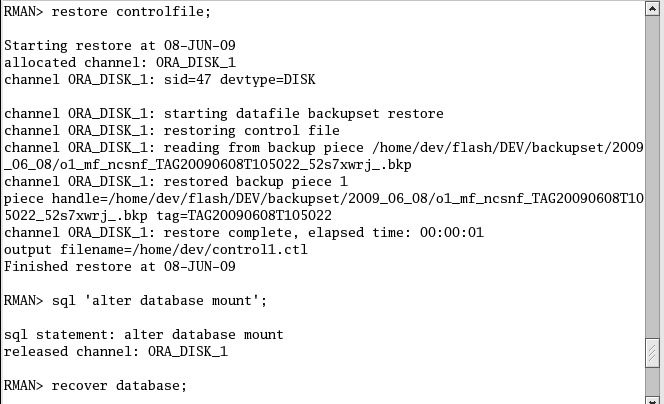 RMAN> restore controlfile;
Starting restore at 08-JUN-09
allocated channel: ORA_DISK_1
channel ORA_DISK_1: sid=47 devtype=DISK
channel ORA_DISK_1: starting datafile backupset restore
channel ORA_DISK_1: restoring control file
channel ORA_DISK_1: reading from backup piece /home/dev/flash/DEV/backupset/2009
_06_08/o1_mf_ncsnf_TAG20090608T105022_52s7xwrj_.bkp
channel ORA_DISK_1: restored backup piece 1
piece handle=/home/dev/flash/DEV/backupset/2009_06_08/o1_mf_ncsnf_TAG20090608T10
5022_52s7xwrj_.bkp tag=TAG20090608T105022
channel ORA_DISK_1: restore complete, elapsed time: 00:00:01
output filename=/home/dev/control1.ctl
Finished restore at 08-JUN-09
RMAN> sql 'alter database mount';
sql statement: alter database mount
released channel: ORA_DISK_1
RMAN> recover database;